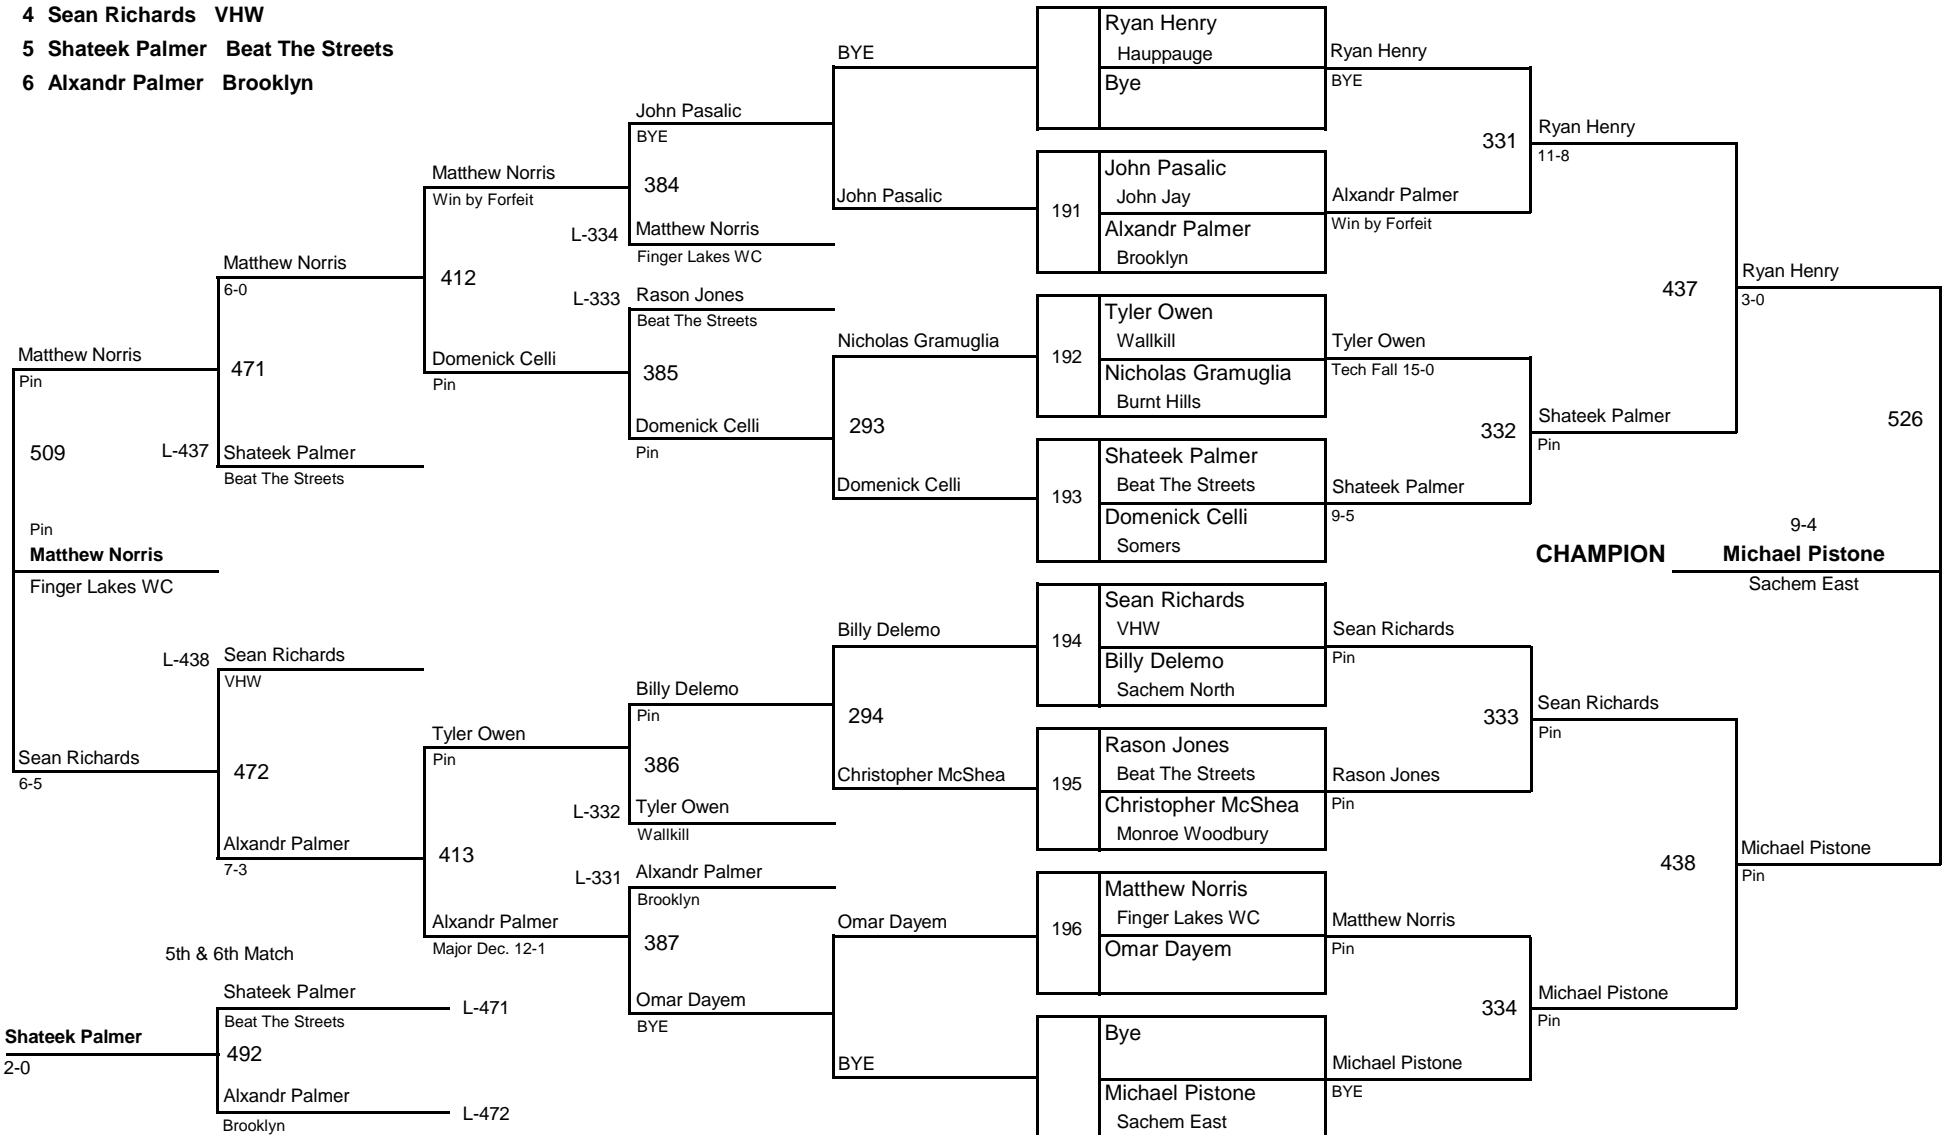 4 Sean Richards VHW
5 Shateek Palmer Beat The Streets
6 Alxandr Palmer Brooklyn
Matthew Norris
Pin
509
Pin
Matthew Norris
Finger Lakes WC
Sean Richards
6-5
Matthew Norris
6-0
471
L-437 Shateek Palmer
Beat The Streets
L-438 Sean Richards
VHW
472
Alxandr Palmer
7-3
5th & 6th Match
Shateek Palmer L-471
Beat The Streets
Shateek Palmer
2-0
492
Alxandr Palmer L-472
Brooklyn
Matthew Norris
Win by Forfeit
412
Domenick Celli
Pin
Tyler Owen
Pin
413
Alxandr Palmer
Major Dec. 12-1
John Pasalic
BYE
384
L-334 Matthew Norris
Finger Lakes WC
L-333 Rason Jones
Beat The Streets
385
Domenick Celli
Pin
Billy Delemo
Pin
386
L-332 Tyler Owen
Wallkill
L-331 Alxandr Palmer
Brooklyn
387
Omar Dayem
BYE
BYE
John Pasalic
Nicholas Gramuglia
293
Domenick Celli
Billy Delemo
294
Christopher McShea
Omar Dayem
BYE
Ryan Henry
Hauppauge
Bye
191
John Pasalic
John Jay
Alxandr Palmer
Brooklyn
192
Tyler Owen
Wallkill
Nicholas Gramuglia
Burnt Hills
193
Shateek Palmer
Beat The Streets
Domenick Celli
Somers
194
Sean Richards
VHW
Billy Delemo
Sachem North
195
Rason Jones
Beat The Streets
Christopher McShea
Monroe Woodbury
196
Matthew Norris
Finger Lakes WC
Omar Dayem
Bye
Michael Pistone
Sachem East
Ryan Henry
BYE
331
Alxandr Palmer
Win by Forfeit
Tyler Owen
Tech Fall 15-0
332
Shateek Palmer
9-5
Sean Richards
Pin
333
Rason Jones
Pin
Matthew Norris
Pin
334
Michael Pistone
BYE
Ryan Henry
11-8
437
Shateek Palmer
Pin
Sean Richards
Pin
438
Michael Pistone
Pin
Ryan Henry
3-0
526
9-4
CHAMPION Michael Pistone
Sachem East
Michael Pistone
Pin